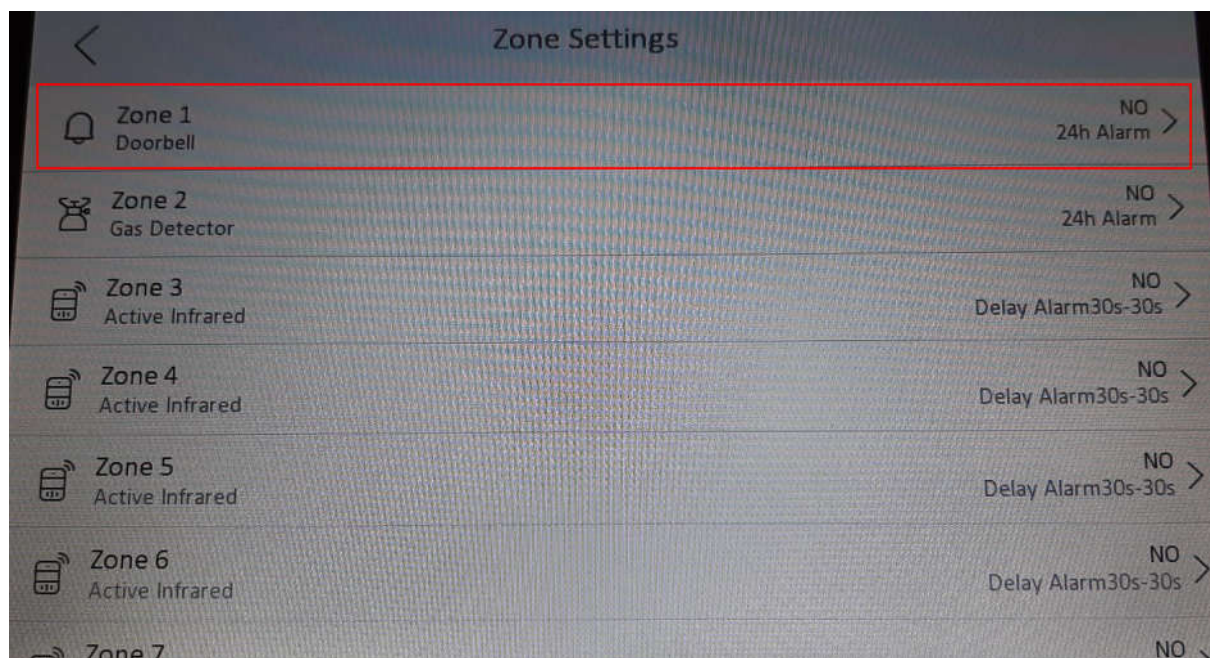 Zone Settings
Zone 1
Doorbell
NO
24h Alarm
Zone 2
Gas Detector
NO
24h Alarm
Zone 3
Active Infrared
NO
Delay Alarm30s-30s
Zone 4
Active Infrared
NO
Delay Alarm30s-30s
Zone 5
Active Infrared
NO
Delay Alarm30s-30s
Zone 6
Active Infrared
NO
Delay Alarm30s-30s
Zone 7
NO